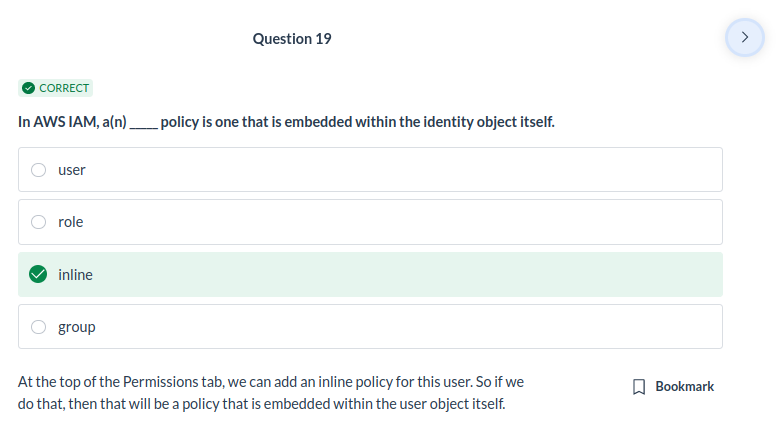 Question 19
CORRECT
In AWS IAM, a(n) _____ policy is one that is embedded within the identity object itself.
user
role
inline
group
At the top of the Permissions tab, we can add an inline policy for this user. So if we
do that, then that will be a policy that is embedded within the user object itself.
Bookmark